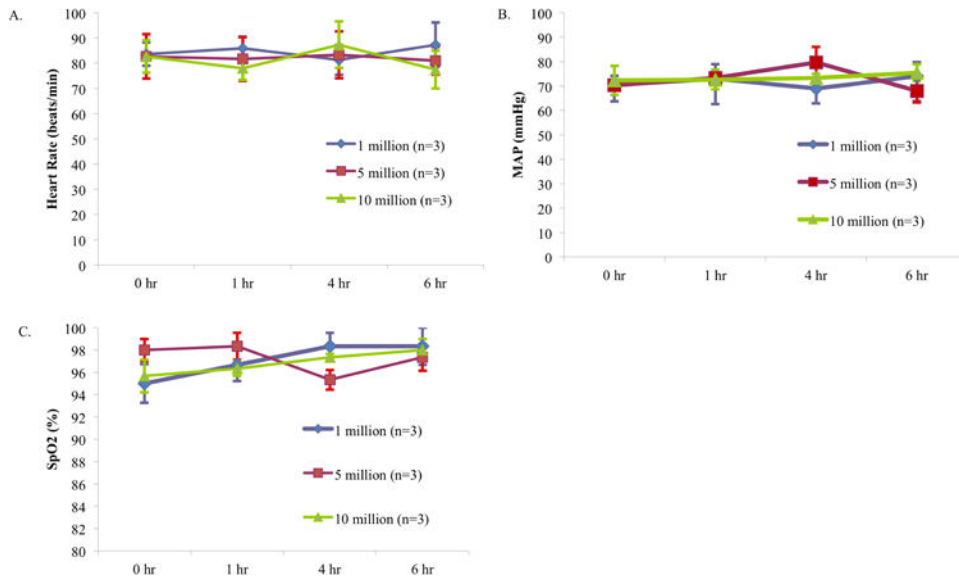 A.
Heart Rate (beats/min)
100
90
80
70
60
50
40
30
20
10
0
0 hr
1 hr
4 hr
6 hr
1 million (n=3)
5 million (n=3)
10 million (n=3)
B.
MAP (mmHg)
100
90
80
70
60
50
40
30
20
10
0
0 hr
1 hr
4 hr
6 hr
1 million (n=3)
5 million (n=3)
10 million (n=3)
C.
SpO2 (%)
100
98
96
94
92
90
88
86
84
82
80
0 hr
1 hr
4 hr
6 hr
1 million (n=3)
5 million (n=3)
10 million (n=3)